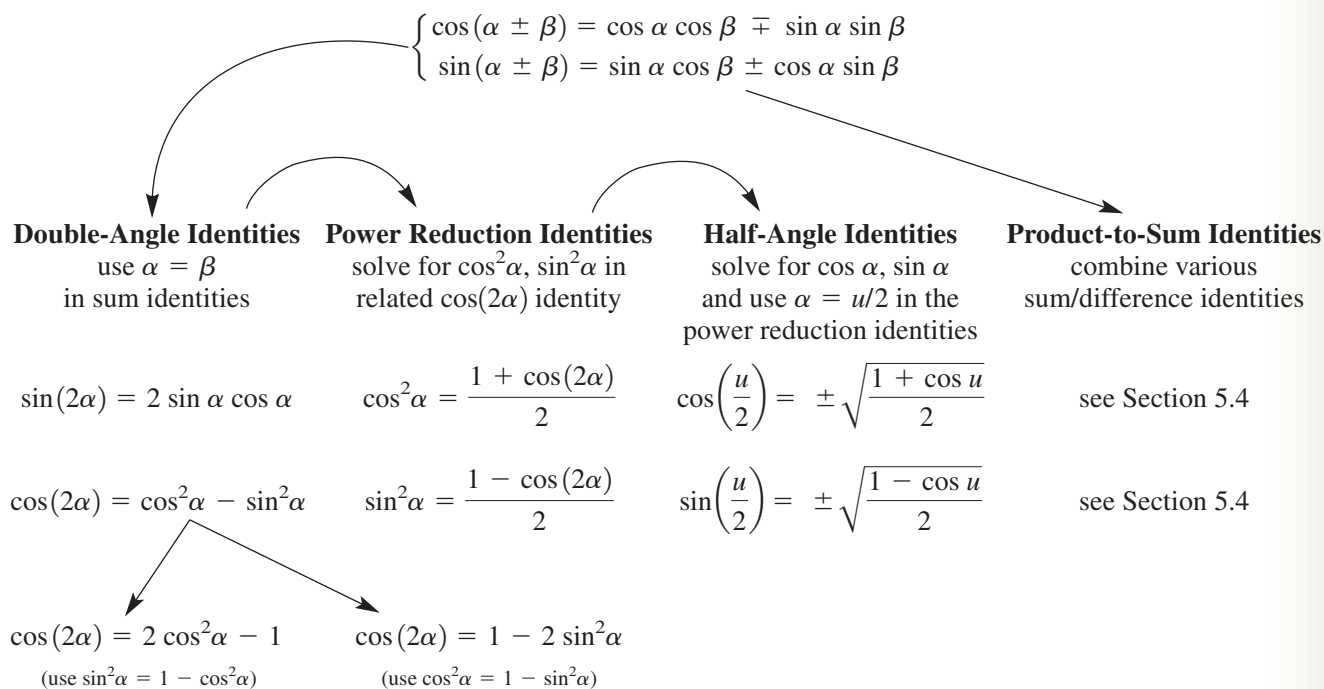 cos(α ± β) = cos α cos β ∓ sin α sin β
sin(α ± β) = sin α cos β ± cos α sin β
Double-Angle Identities
use α = β
in sum identities
Power Reduction Identities
solve for cos²α, sin²α in
related cos(2α) identity
Half-Angle Identities
solve for cos α, sin α
and use α = u/2 in the
power reduction identities
Product-to-Sum Identities
combine various
sum/difference identities
sin(2α) = 2 sin α cos α
cos²α = (1 + cos(2α))/2
cos(u/2) = ±√((1 + cos u)/2)
see Section 5.4
cos(2α) = cos²α − sin²α
sin²α = (1 − cos(2α))/2
sin(u/2) = ±√((1 − cos u)/2)
see Section 5.4
cos(2α) = 2 cos²α − 1
(use sin²α = 1 − cos²α)
cos(2α) = 1 − 2 sin²α
(use cos²α = 1 − sin²α)